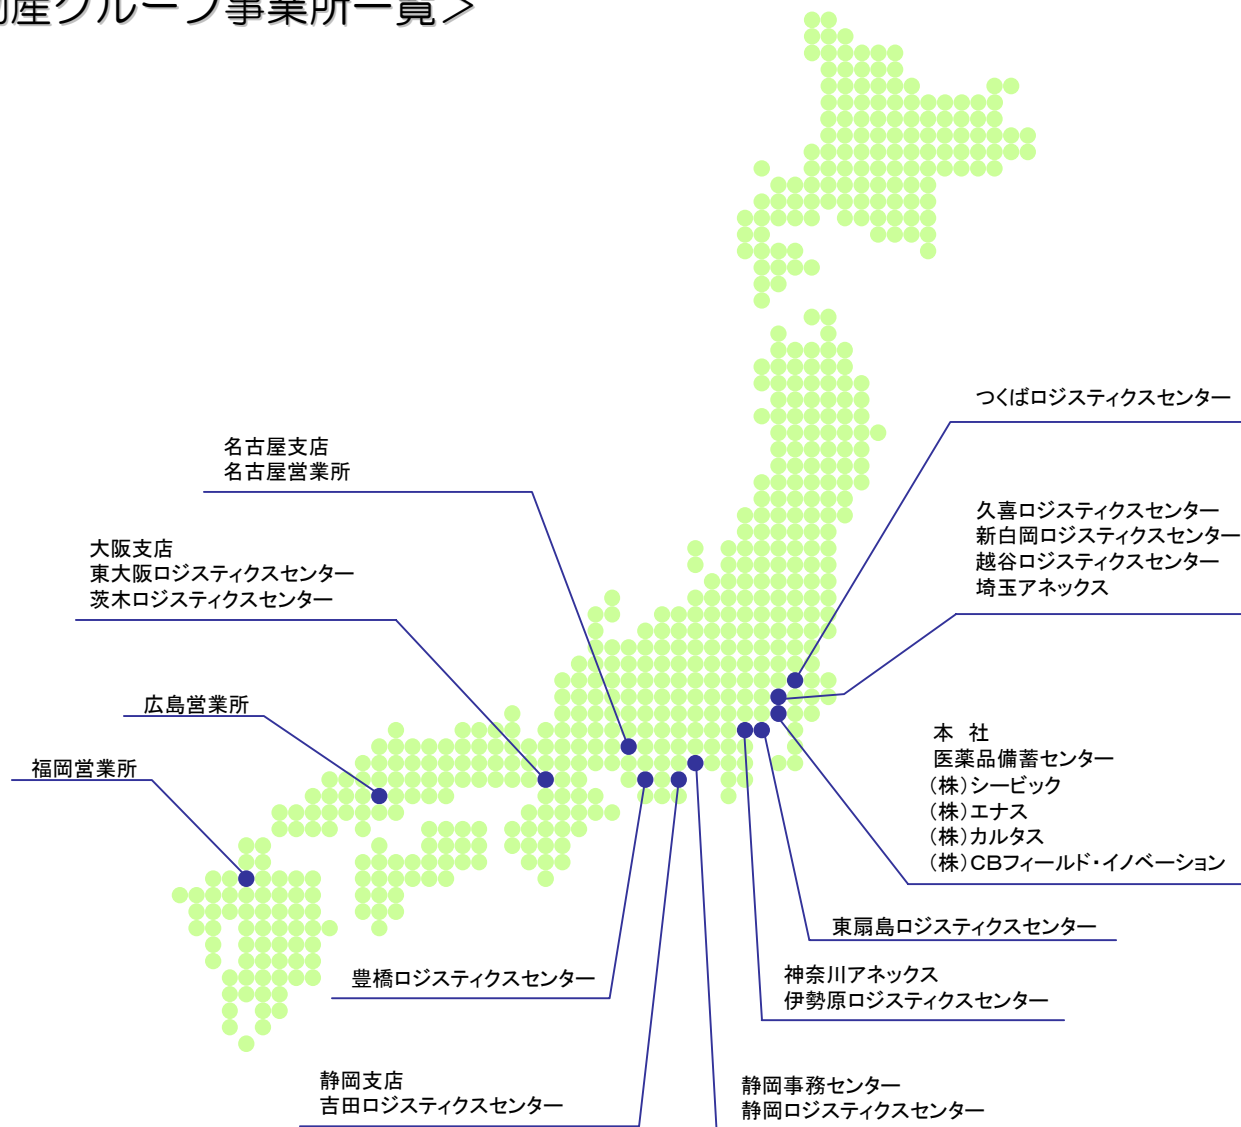 産グループ事業所一覧＞
つくばロジスティクスセンター
名古屋支店
名古屋営業所
久喜ロジスティクスセンター
新白岡ロジスティクスセンター
越谷ロジスティクスセンター
埼玉アネックス
大阪支店
東大阪ロジスティクスセンター
茨木ロジスティクスセンター
広島営業所
福岡営業所
本 社
医薬品備蓄センター
（株）シービック
（株）エナス
（株）カルタス
（株）CBフィールド・イノベーション
東扇島ロジスティクスセンター
神奈川アネックス
伊勢原ロジスティクスセンター
豊橋ロジスティクスセンター
静岡支店
吉田ロジスティクスセンター
静岡事務センター
静岡ロジスティクスセンター